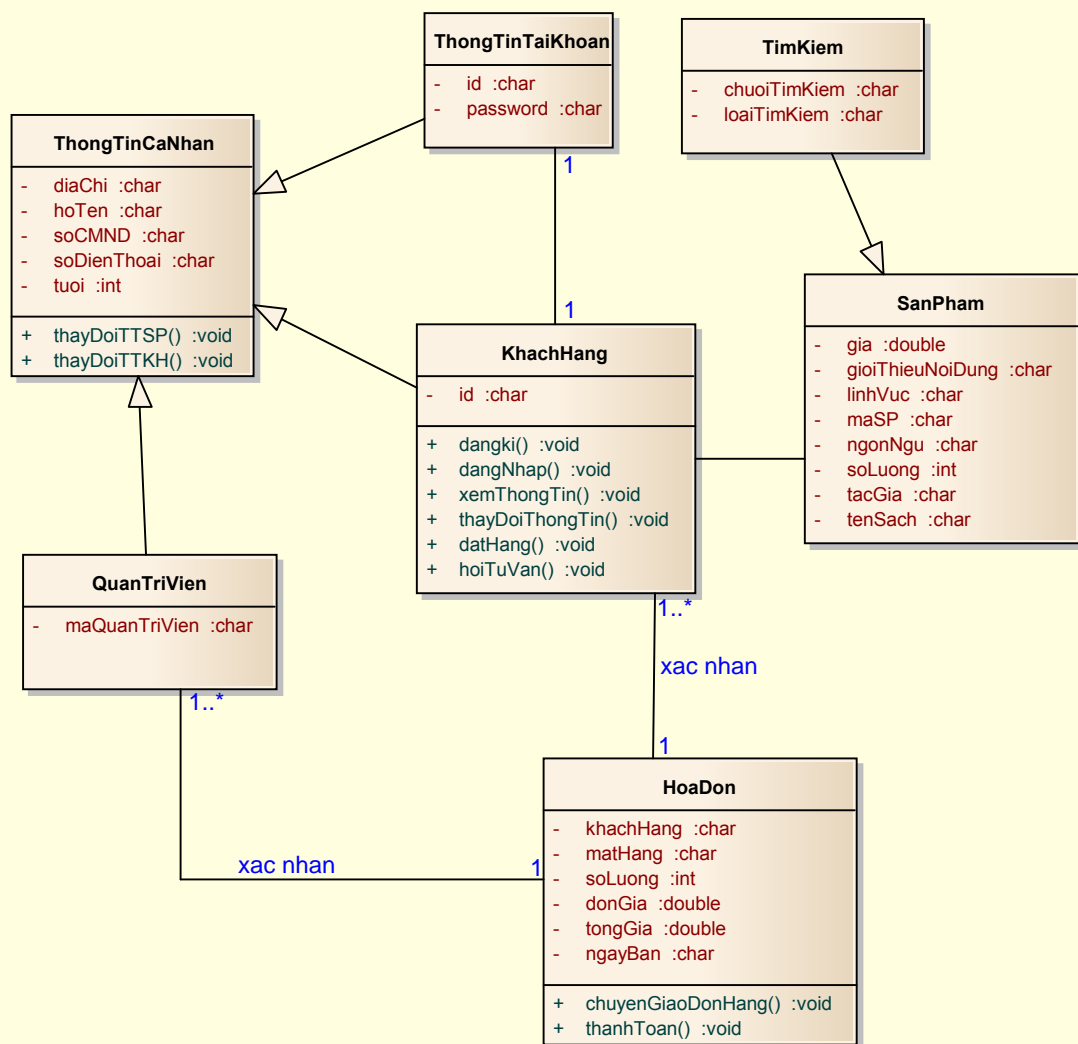 ThongTinTaiKhoan
- id :char
- password :char
TimKiem
- chuoiTimKiem :char
- loaiTimKiem :char
ThongTinCaNhan
- diaChi :char
- hoTen :char
- soCMND :char
- soDienThoai :char
- tuoi :int
+ thayDoiTTSP() :void
+ thayDoiTTKH() :void
1
1
KhachHang
- id :char
+ dangki() :void
+ dangNhap() :void
+ xemThongTin() :void
+ thayDoiThongTin() :void
+ datHang() :void
+ hoiTuVan() :void
SanPham
- gia :double
- gioiThieuNoiDung :char
- linhVuc :char
- maSP :char
- ngonNgu :char
- soLuong :int
- tacGia :char
- tenSach :char
QuanTriVien
- maQuanTriVien :char
1..*
xac nhan
1
1..*
xac nhan
1
HoaDon
- khachHang :char
- matHang :char
- soLuong :int
- donGia :double
- tongGia :double
- ngayBan :char
+ chuyenGiaoDonHang() :void
+ thanhToan() :void